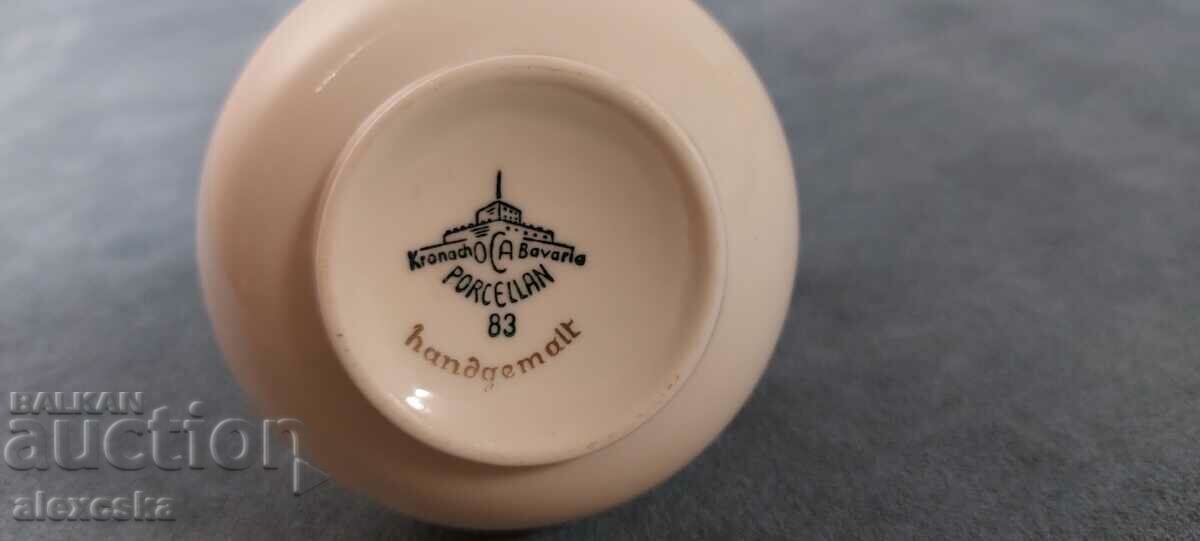 Kronach OCA Bavaria
PORCELLAN
83
handgemalt
BALKAN
auction
alexcska